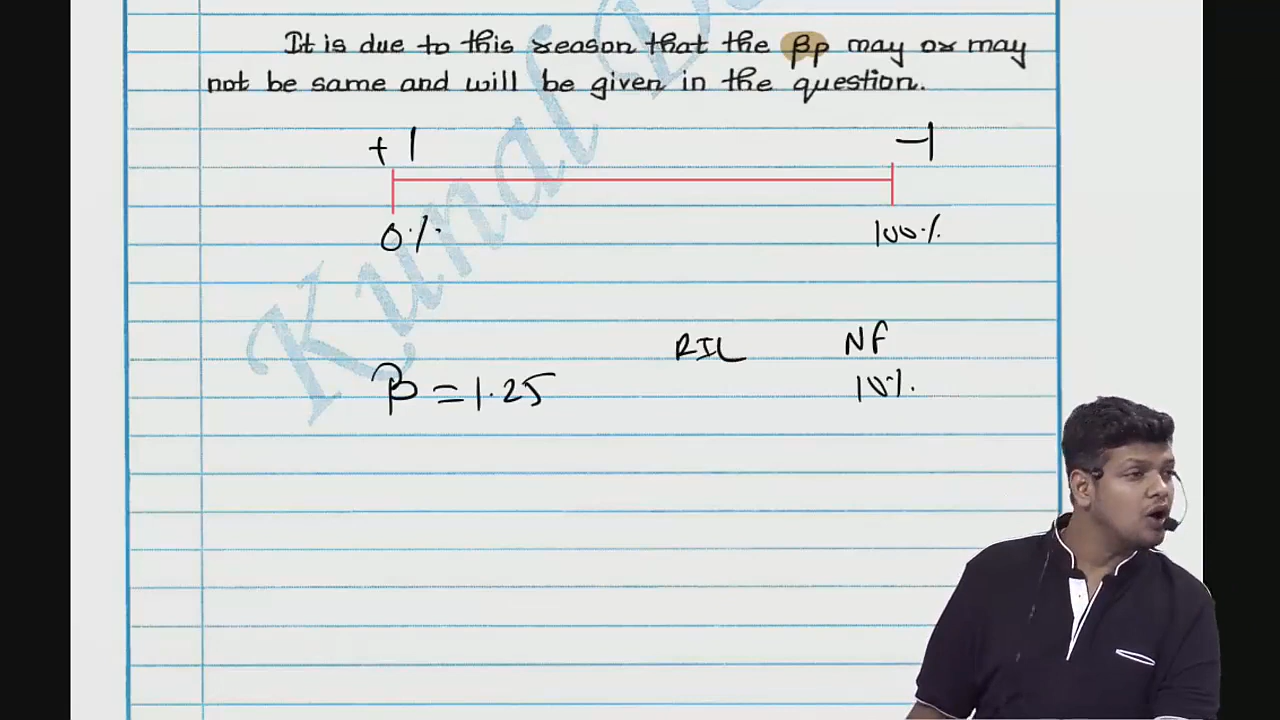 It is due to this reason that the βp may or may
not be same and will be given in the question.
+1 −1
0% 100%
RIL NF
β = 1.25 10%
Kunal D